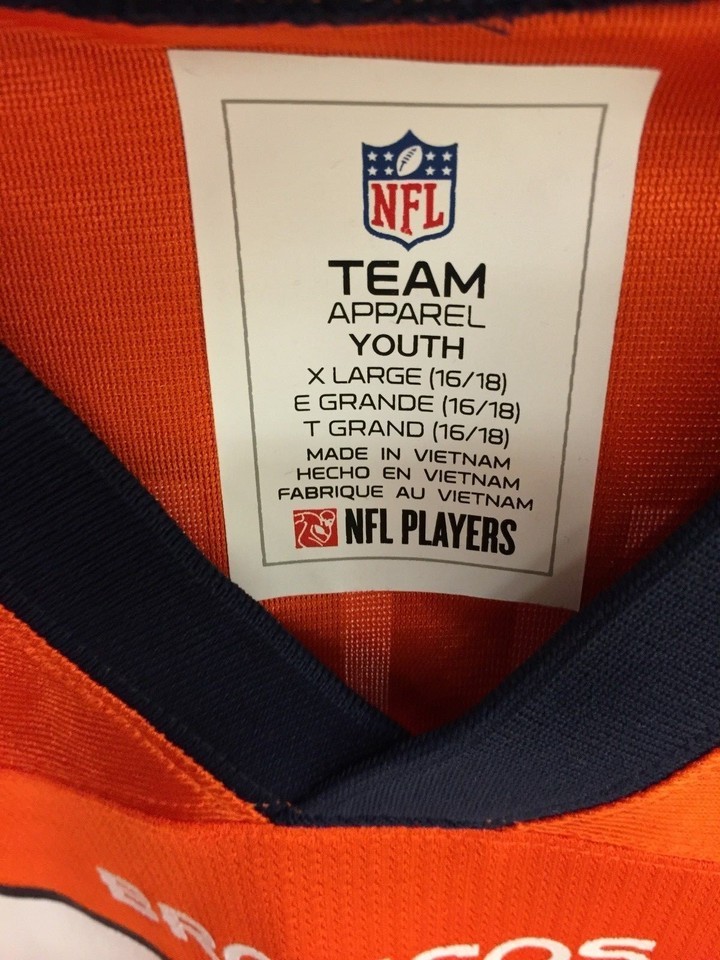 NFL
TEAM
APPAREL
YOUTH
X LARGE (16/18)
E GRANDE (16/18)
T GRAND (16/18)
MADE IN VIETNAM
HECHO EN VIETNAM
FABRIQUE AU VIETNAM
NFL PLAYERS
BRONCOS